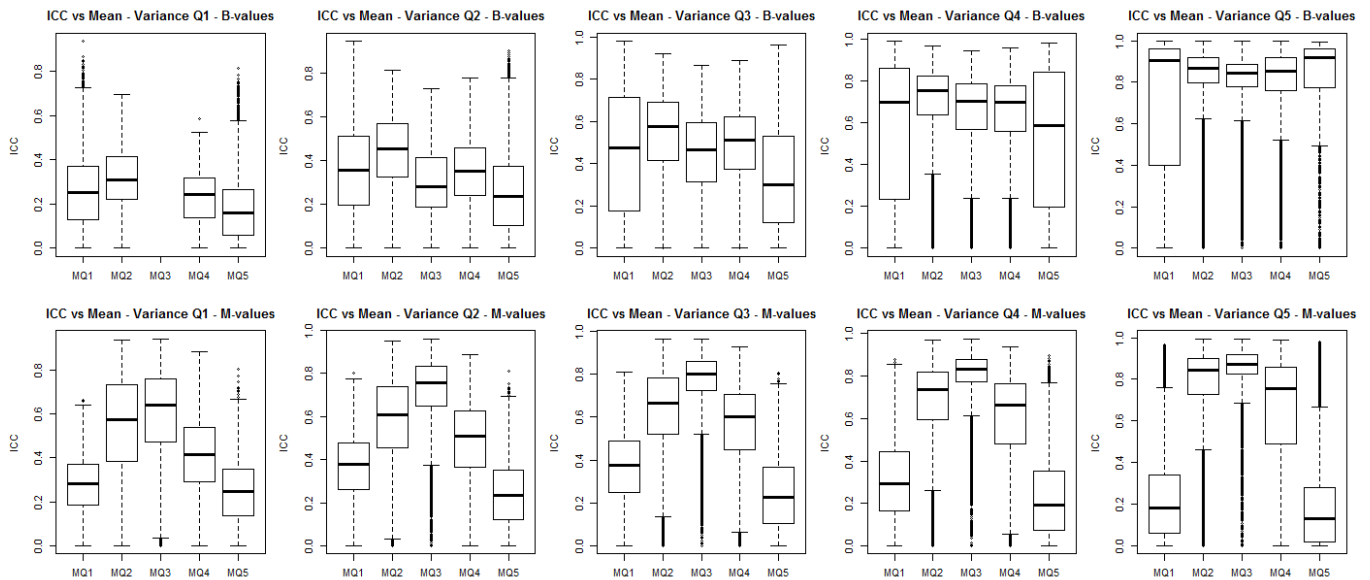 ICC vs Mean - Variance Q1 - B-values
ICC
0.0 0.2 0.4 0.6 0.8
MQ1 MQ2 MQ3 MQ4 MQ5
ICC vs Mean - Variance Q2 - B-values
ICC
0.0 0.2 0.4 0.6 0.8
MQ1 MQ2 MQ3 MQ4 MQ5
ICC vs Mean - Variance Q3 - B-values
ICC
0.0 0.2 0.4 0.6 0.8 1.0
MQ1 MQ2 MQ3 MQ4 MQ5
ICC vs Mean - Variance Q4 - B-values
ICC
0.0 0.2 0.4 0.6 0.8 1.0
MQ1 MQ2 MQ3 MQ4 MQ5
ICC vs Mean - Variance Q5 - B-values
ICC
0.0 0.2 0.4 0.6 0.8 1.0
MQ1 MQ2 MQ3 MQ4 MQ5
ICC vs Mean - Variance Q1 - M-values
ICC
0.0 0.2 0.4 0.6 0.8
MQ1 MQ2 MQ3 MQ4 MQ5
ICC vs Mean - Variance Q2 - M-values
ICC
0.0 0.2 0.4 0.6 0.8 1.0
MQ1 MQ2 MQ3 MQ4 MQ5
ICC vs Mean - Variance Q3 - M-values
ICC
0.0 0.2 0.4 0.6 0.8 1.0
MQ1 MQ2 MQ3 MQ4 MQ5
ICC vs Mean - Variance Q4 - M-values
ICC
0.0 0.2 0.4 0.6 0.8 1.0
MQ1 MQ2 MQ3 MQ4 MQ5
ICC vs Mean - Variance Q5 - M-values
ICC
0.0 0.2 0.4 0.6 0.8 1.0
MQ1 MQ2 MQ3 MQ4 MQ5